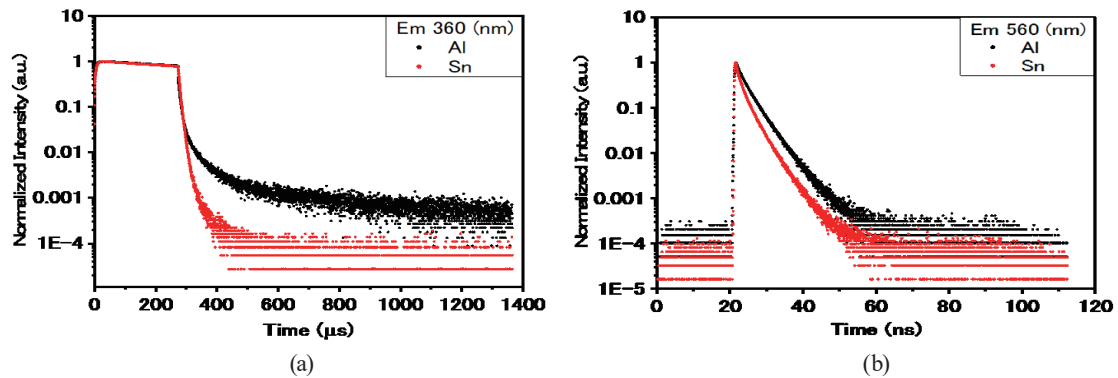 Em 360 (nm)
Al
Sn
Normalized Intensity (a.u.)
10
1
0.1
0.01
0.001
1E-4
0
200
400
600
800
1000
1200
1400
Time (μs)
(a)
Em 560 (nm)
Al
Sn
Normalized Intensity (a.u.)
10
1
0.1
0.01
0.001
1E-4
1E-5
0
20
40
60
80
100
120
Time (ns)
(b)